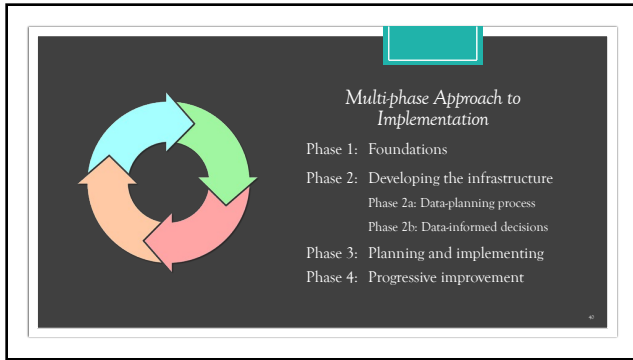 Multi-phase Approach to
Implementation
Phase 1: Foundations
Phase 2: Developing the infrastructure
Phase 2a: Data-planning process
Phase 2b: Data-informed decisions
Phase 3: Planning and implementing
Phase 4: Progressive improvement